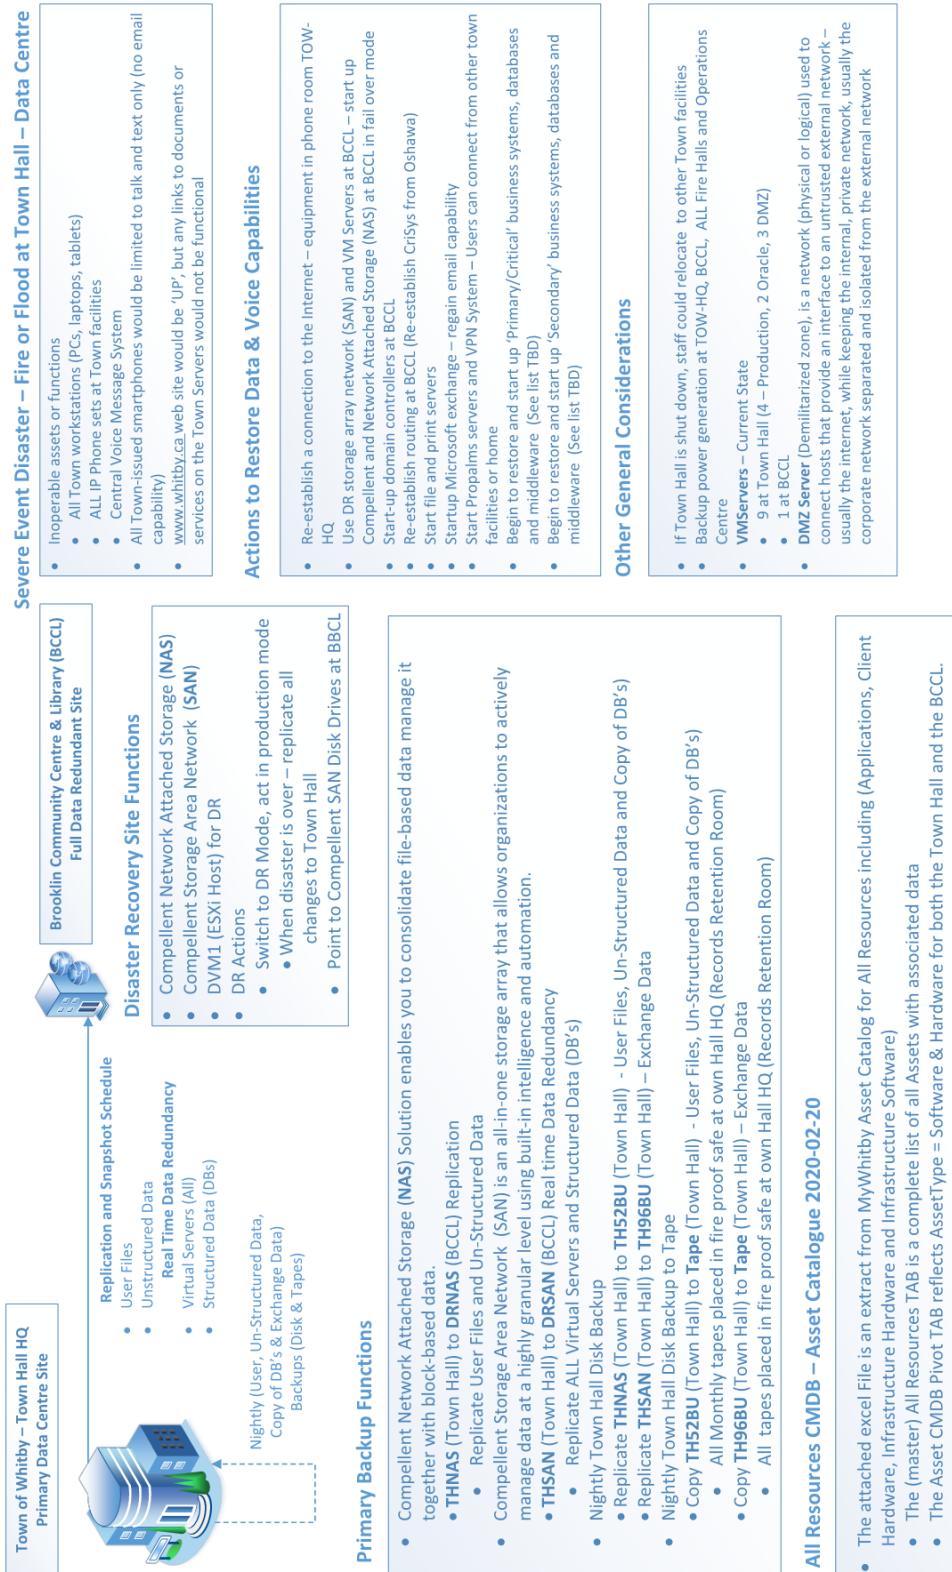 Town of Whitby – Town Hall HQ
Primary Data Centre Site
Brooklin Community Centre & Library (BCCL)
Full Data Redundant Site
Replication and Snapshot Schedule
• User Files
• Unstructured Data
Real Time Data Redundancy
• Virtual Servers (All)
• Structured Data (DBs)
Nightly (User, Un-Structured Data,
Copy of DB's & Exchange Data)
Backups (Disk & Tapes)
Disaster Recovery Site Functions
• Compellent Network Attached Storage (NAS)
• Compellent Storage Area Network (SAN)
• DVM1 (ESXi Host) for DR
• DR Actions
• Switch to DR Mode, act in production mode
• When disaster is over – replicate all
changes to Town Hall
• Point to Compellent SAN Disk Drives at BBCL
Primary Backup Functions
• Compellent Network Attached Storage (NAS) Solution enables you to consolidate file-based data manage it
together with block-based data.
• THNAS (Town Hall) to DRNAS (BCCL) Replication
• Replicate User Files and Un-Structured Data
• Compellent Storage Area Network (SAN) is an all-in-one storage array that allows organizations to actively
manage data at a highly granular level using built-in intelligence and automation.
• THSAN (Town Hall) to DRSAN (BCCL) Real time Data Redundancy
• Replicate ALL Virtual Servers and Structured Data (DB's)
• Nightly Town Hall Disk Backup
• Replicate THNAS (Town Hall) to TH52BU (Town Hall) - User Files, Un-Structured Data and Copy of DB's)
• Replicate THSAN (Town Hall) to TH96BU (Town Hall) – Exchange Data
• Nightly Town Hall Disk Backup to Tape
• Copy TH52BU (Town Hall) to Tape (Town Hall) - User Files, Un-Structured Data and Copy of DB's)
• All Monthly tapes placed in fire proof safe at own Hall HQ (Records Retention Room)
• Copy TH96BU (Town Hall) to Tape (Town Hall) – Exchange Data
• All tapes placed in fire proof safe at own Hall HQ (Records Retention Room)
All Resources CMDB – Asset Catalogue 2020-02-20
• The attached excel File is an extract from MyWhitby Asset Catalog for All Resources including (Applications, Client
Hardware, Infrastructure Hardware and Infrastructure Software)
• The (master) All Resources TAB is a complete list of all Assets with associated data
• The Asset CMDB Pivot TAB reflects AssetType = Software & Hardware for both the Town Hall and the BCCL.
Severe Event Disaster – Fire or Flood at Town Hall – Data Centre
• Inoperable assets or functions
• All Town workstations (PCs, laptops, tablets)
• ALL IP Phone sets at Town facilities
• Central Voice Message System
• All Town-issued smartphones would be limited to talk and text only (no email
capability)
• www.whitby.ca web site would be 'UP', but any links to documents or
services on the Town Servers would not be functional
Actions to Restore Data & Voice Capabilities
• Re-establish a connection to the Internet – equipment in phone room TOW-
HQ
• Use DR storage array network (SAN) and VM Servers at BCCL – start up
Compellent and Network Attached Storage (NAS) at BCCL in fail over mode
• Start-up domain controllers at BCCL
• Re-establish routing at BCCL (Re-establish CriSys from Oshawa)
• Start file and print servers
• Startup Microsoft exchange – regain email capability
• Start Propalms servers and VPN System – Users can connect from other town
facilities or home
• Begin to restore and start up 'Primary/Critical' business systems, databases
and middleware (See list TBD)
• Begin to restore and start up 'Secondary' business systems, databases and
middleware (See list TBD)
Other General Considerations
• If Town Hall is shut down, staff could relocate to other Town facilities
• Backup power generation at TOW-HQ, BCCL, ALL Fire Halls and Operations
Centre
• VMServers – Current State
• 9 at Town Hall (4 – Production, 2 Oracle, 3 DMZ)
• 1 at BCCL
• DMZ Server (Demilitarized zone), is a network (physical or logical) used to
connect hosts that provide an interface to an untrusted external network –
usually the internet, while keeping the internal, private network, usually the
corporate network separated and isolated from the external network